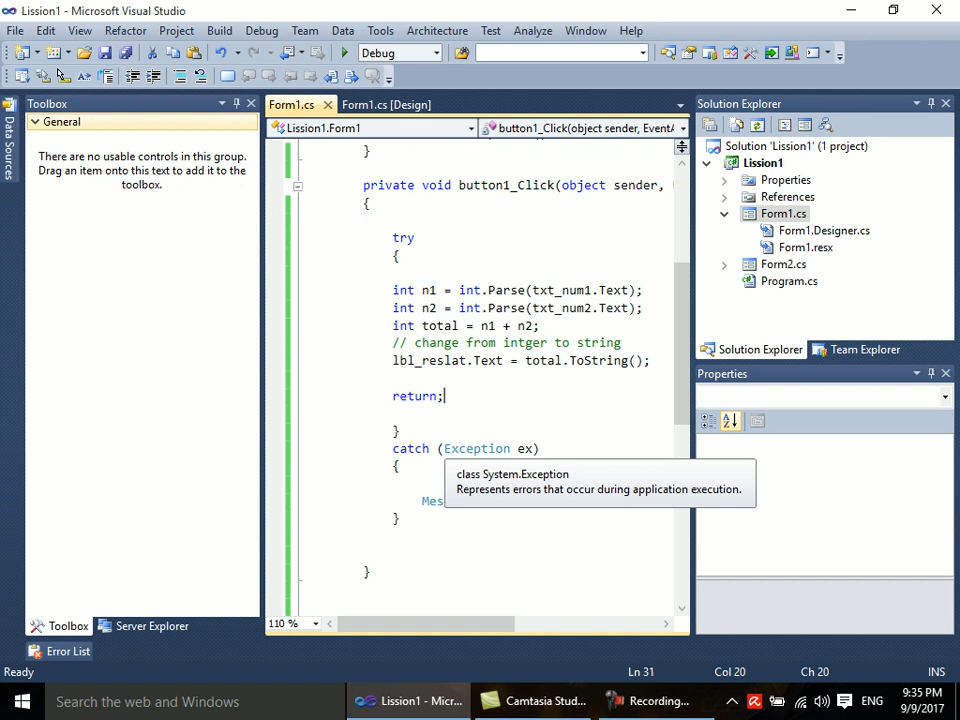 Lission1 - Microsoft Visual Studio
File Edit View Refactor Project Build Debug Team Data Tools Architecture Test Analyze Window Help
Debug
Toolbox
General
There are no usable controls in this group.
Drag an item onto this text to add it to the
toolbox.
Data Sources
Form1.cs
Form1.cs [Design]
Lission1.Form1
button1_Click(object sender, EventA
}
private void button1_Click(object sender,
{
try
{
int n1 = int.Parse(txt_num1.Text);
int n2 = int.Parse(txt_num2.Text);
int total = n1 + n2;
// change from intger to string
lbl_reslat.Text = total.ToString();
return;
}
catch (Exception ex)
{
class System.Exception
Represents errors that occur during application execution.
Mes
}
}
110 %
Solution Explorer
Solution 'Lission1' (1 project)
Lission1
Properties
References
Form1.cs
Form1.Designer.cs
Form1.resx
Form2.cs
Program.cs
Solution Explorer
Team Explorer
Properties
Toolbox
Server Explorer
Error List
Ready
Ln 31
Col 20
Ch 20
INS
Search the web and Windows
Lission1 - Micr...
Camtasia Stud...
Recording...
ENG
9:35 PM
9/9/2017